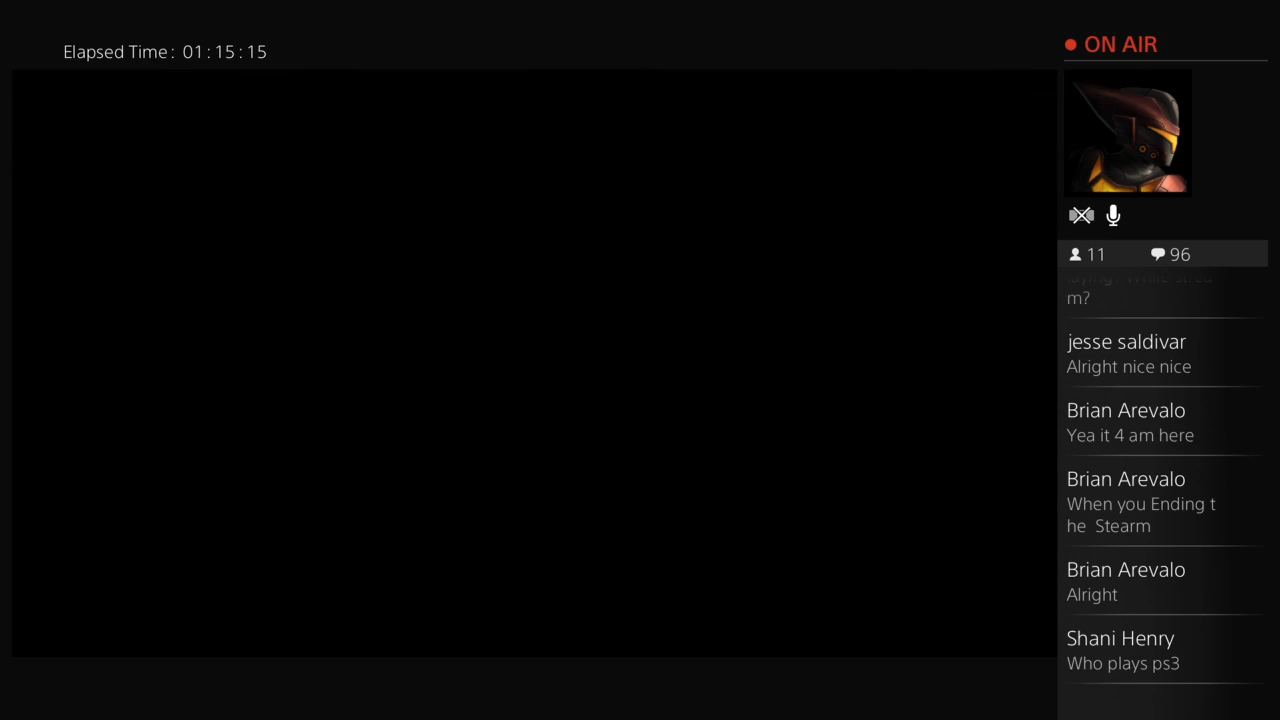 Elapsed Time: 01:15:15
ON AIR
11
96
m?
jesse saldivar
Alright nice nice
Brian Arevalo
Yea it 4 am here
Brian Arevalo
When you Ending t
he Stearm
Brian Arevalo
Alright
Shani Henry
Who plays ps3